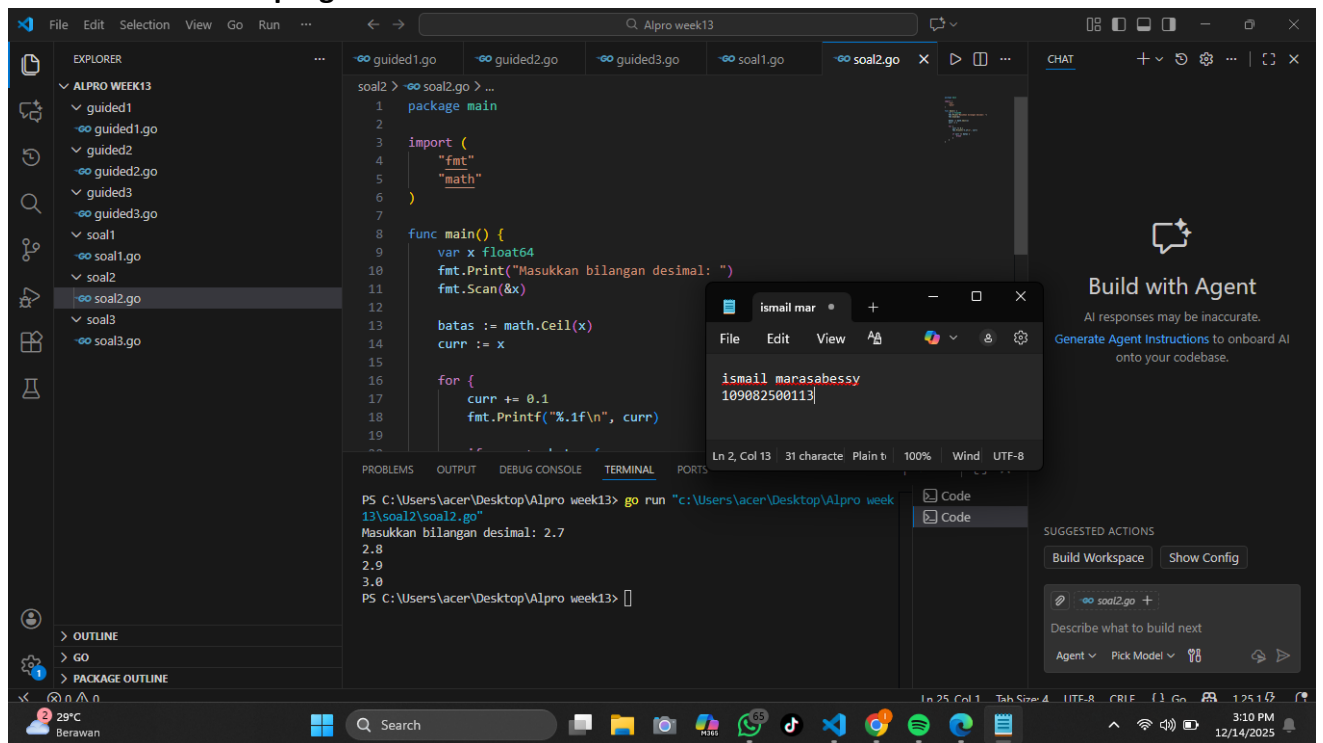 File Edit Selection View Go Run ···
Alpro week13
EXPLORER ···
ALPRO WEEK13
guided1
guided1.go
guided2
guided2.go
guided3
guided3.go
soal1
soal1.go
soal2
soal2.go
soal3
soal3.go
OUTLINE
GO
PACKAGE OUTLINE
guided1.go guided2.go guided3.go soal1.go soal2.go
soal2 > soal2.go > ...
1 package main
2
3 import (
4 "fmt"
5 "math"
6 )
7
8 func main() {
9 var x float64
10 fmt.Print("Masukkan bilangan desimal: ")
11 fmt.Scan(&x)
12
13 batas := math.Ceil(x)
14 curr := x
15
16 for {
17 curr += 0.1
18 fmt.Printf("%.1f\n", curr)
19
ismail mar
File Edit View
ismail marasabessy
109082500113
Ln 2, Col 13 31 characte Plain t 100% Wind UTF-8
PROBLEMS OUTPUT DEBUG CONSOLE TERMINAL PORTS
PS C:\Users\acer\Desktop\Alpro week13> go run "c:\Users\acer\Desktop\Alpro week
13\soal2\soal2.go"
Masukkan bilangan desimal: 2.7
2.8
2.9
3.0
PS C:\Users\acer\Desktop\Alpro week13>
Code
Code
CHAT
Build with Agent
AI responses may be inaccurate.
Generate Agent Instructions to onboard AI
onto your codebase.
SUGGESTED ACTIONS
Build Workspace Show Config
soal2.go
Describe what to build next
Agent Pick Model
0 0 Ln 25, Col 1 Tab Size: 4 UTF-8 CRLF {} Go
29°C
Berawan
Search
3:10 PM
12/14/2025